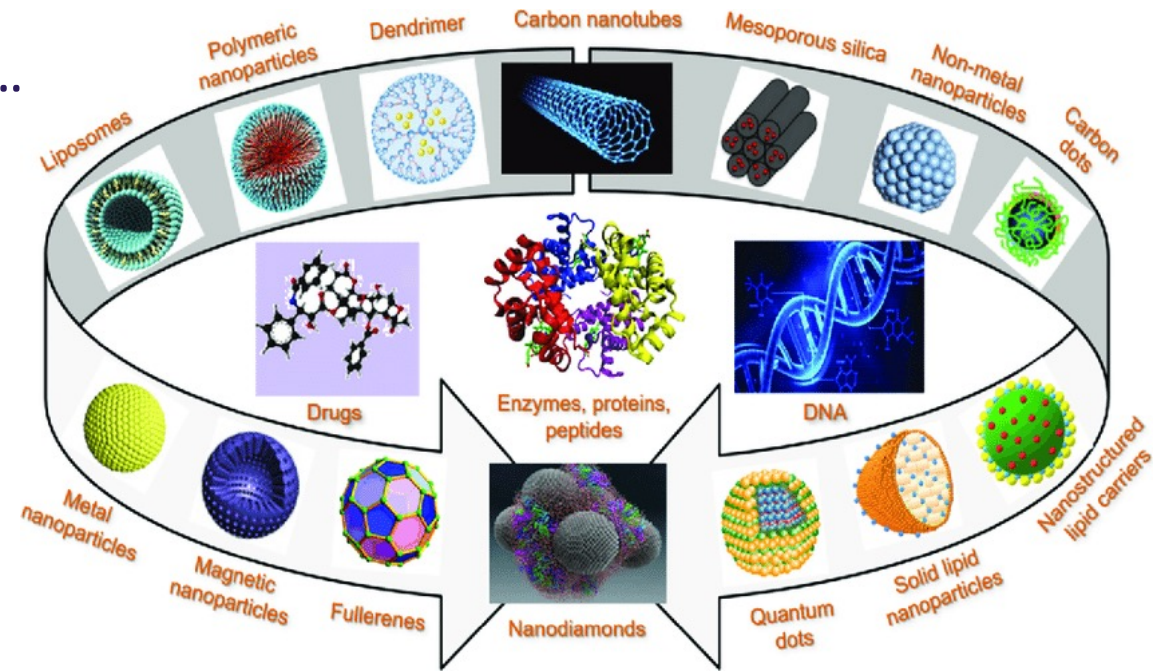 ..
Liposomes
Polymeric
nanoparticles
Dendrimer
Carbon nanotubes
Mesoporous silica
Non-metal
nanoparticles
Carbon
dots
Drugs
Enzymes, proteins,
peptides
DNA
Metal
nanoparticles
Magnetic
nanoparticles
Fullerenes
Nanodiamonds
Quantum
dots
Solid lipid
nanoparticles
Nanostructured
lipid carriers